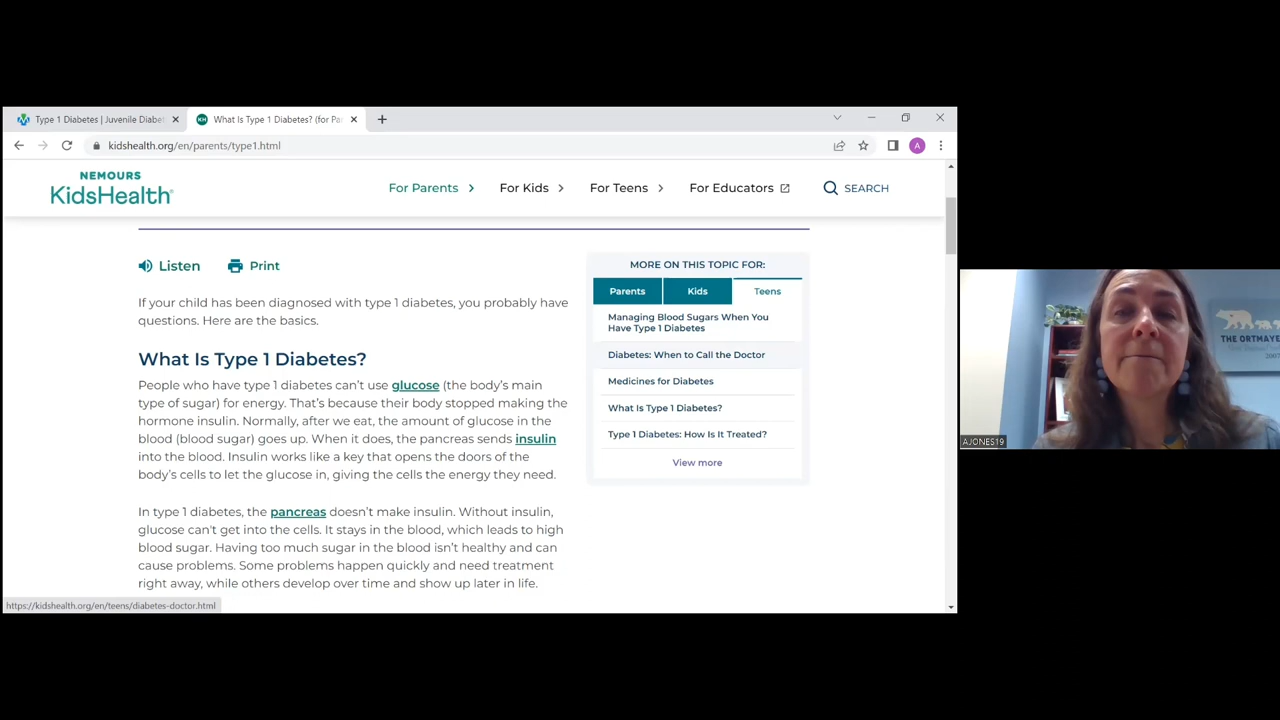 Type 1 Diabetes | Juvenile Diabet
What Is Type 1 Diabetes? (for Pa
kidshealth.org/en/parents/type1.html
A
NEMOURS
KidsHealth
For Parents
For Kids
For Teens
For Educators
SEARCH
Listen
Print
If your child has been diagnosed with type 1 diabetes, you probably have
questions. Here are the basics.
What Is Type 1 Diabetes?
People who have type 1 diabetes can't use glucose (the body's main
type of sugar) for energy. That's because their body stopped making the
hormone insulin. Normally, after we eat, the amount of glucose in the
blood (blood sugar) goes up. When it does, the pancreas sends insulin
into the blood. Insulin works like a key that opens the doors of the
body's cells to let the glucose in, giving the cells the energy they need.
In type 1 diabetes, the pancreas doesn't make insulin. Without insulin,
glucose can't get into the cells. It stays in the blood, which leads to high
blood sugar. Having too much sugar in the blood isn't healthy and can
cause problems. Some problems happen quickly and need treatment
right away, while others develop over time and show up later in life.
MORE ON THIS TOPIC FOR:
Parents
Kids
Teens
Managing Blood Sugars When You
Have Type 1 Diabetes
Diabetes: When to Call the Doctor
Medicines for Diabetes
What Is Type 1 Diabetes?
Type 1 Diabetes: How Is It Treated?
View more
https://kidshealth.org/en/teens/diabetes-doctor.html
THE ORTMAYE
2007
AJONES19